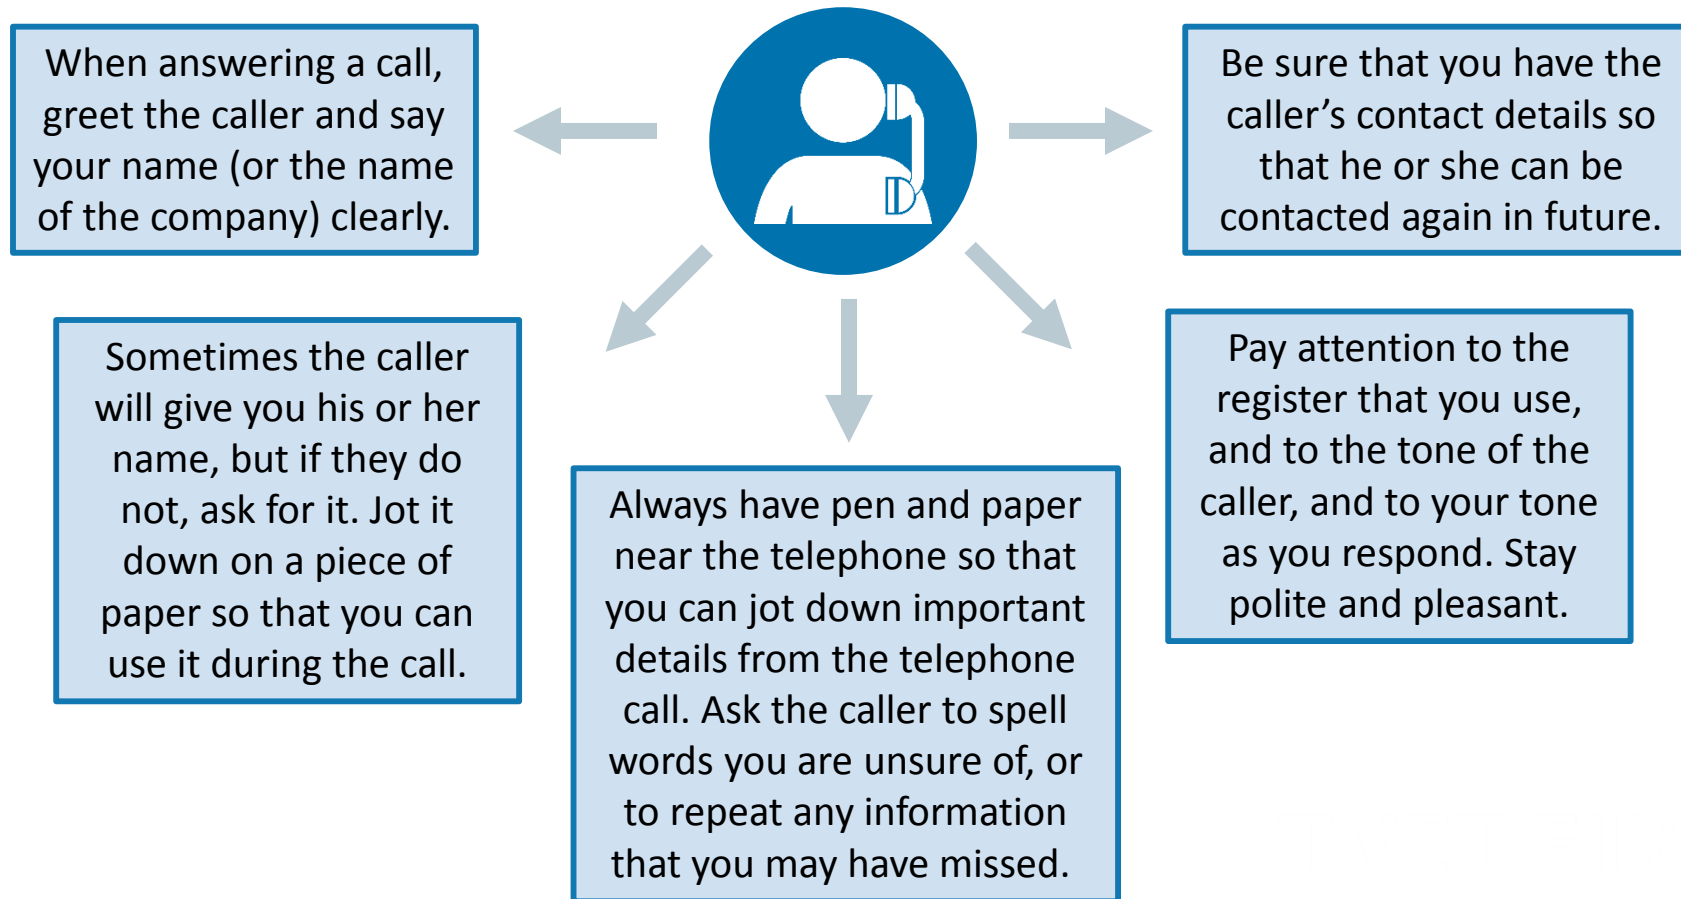 When answering a call,
greet the caller and say
your name (or the name
of the company) clearly.
Be sure that you have the
caller’s contact details so
that he or she can be
contacted again in future.
Sometimes the caller
will give you his or her
name, but if they do
not, ask for it. Jot it
down on a piece of
paper so that you can
use it during the call.
Always have pen and paper
near the telephone so that
you can jot down important
details from the telephone
call. Ask the caller to spell
words you are unsure of, or
to repeat any information
that you may have missed.
Pay attention to the
register that you use,
and to the tone of the
caller, and to your tone
as you respond. Stay
polite and pleasant.